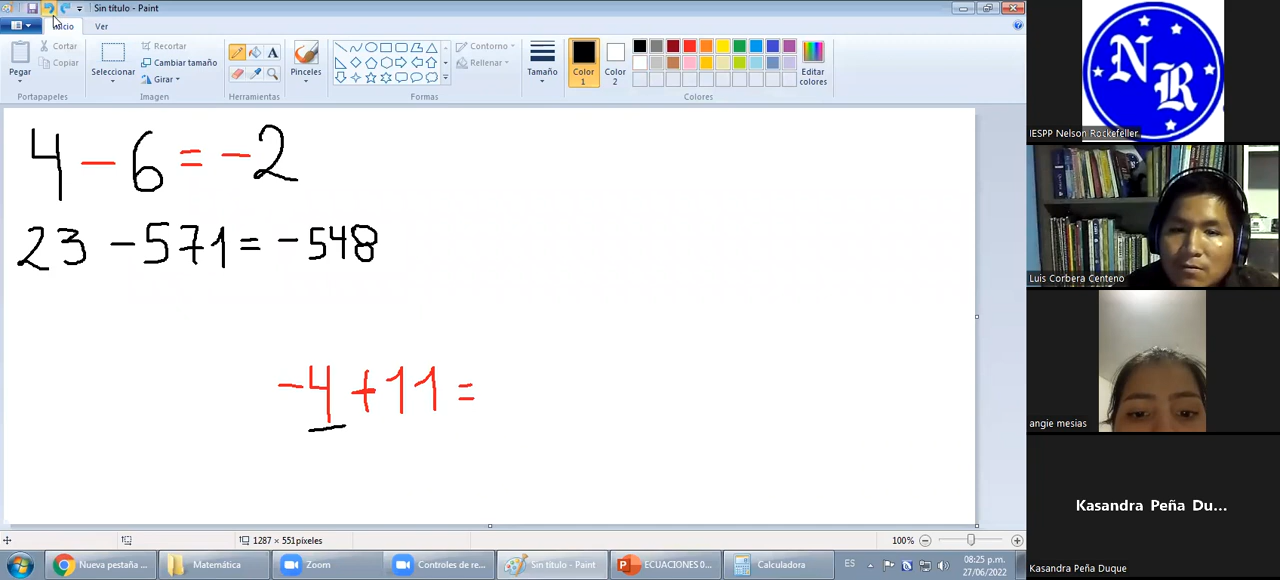 Sin título - Paint
Inicio
Ver
Pegar
Cortar
Copiar
Portapapeles
Seleccionar
Recortar
Cambiar tamaño
Girar
Imagen
A
Herramientas
Pinceles
Contorno
Rellenar
Formas
Tamaño
Color 1
Color 2
Editar colores
Colores
4 - 6 = -2
23 - 571 = -548
-4 + 11 =
NR
IESPP Nelson Rockefeller
Luis Corbera Centeno
angie mesias
Kasandra Peña Du...
Kasandra Peña Duque
1287 × 551píxeles
100%
Nueva pestaña
Matemática
Zoom
Controles de re...
Sin título - Paint
ECUACIONES 0...
Calculadora
ES
08:25 p.m.
27/06/2022